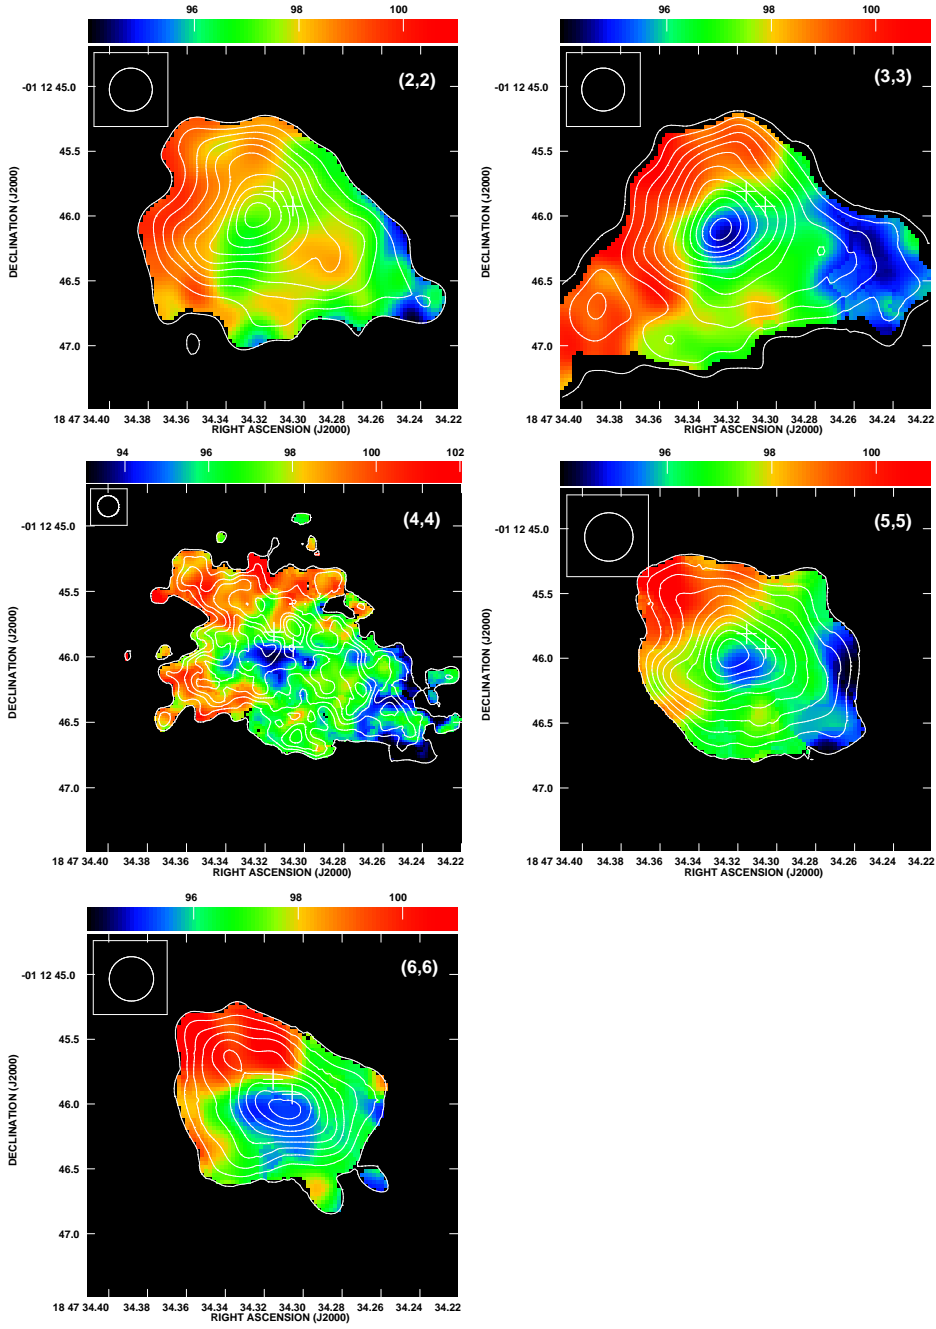 96 98 100
(2,2)
-01 12 45.0
45.5
46.0
46.5
47.0
DECLINATION (J2000)
18 47 34.40 34.38 34.36 34.34 34.32 34.30 34.28 34.26 34.24 34.22
RIGHT ASCENSION (J2000)
96 98 100
(3,3)
-01 12 45.0
45.5
46.0
46.5
47.0
DECLINATION (J2000)
18 47 34.40 34.38 34.36 34.34 34.32 34.30 34.28 34.26 34.24 34.22
RIGHT ASCENSION (J2000)
94 96 98 100 102
(4,4)
-01 12 45.0
45.5
46.0
46.5
47.0
DECLINATION (J2000)
18 47 34.40 34.38 34.36 34.34 34.32 34.30 34.28 34.26 34.24 34.22
RIGHT ASCENSION (J2000)
96 98 100
(5,5)
-01 12 45.0
45.5
46.0
46.5
47.0
DECLINATION (J2000)
18 47 34.40 34.38 34.36 34.34 34.32 34.30 34.28 34.26 34.24 34.22
RIGHT ASCENSION (J2000)
96 98 100
(6,6)
-01 12 45.0
45.5
46.0
46.5
47.0
DECLINATION (J2000)
18 47 34.40 34.38 34.36 34.34 34.32 34.30 34.28 34.26 34.24 34.22
RIGHT ASCENSION (J2000)